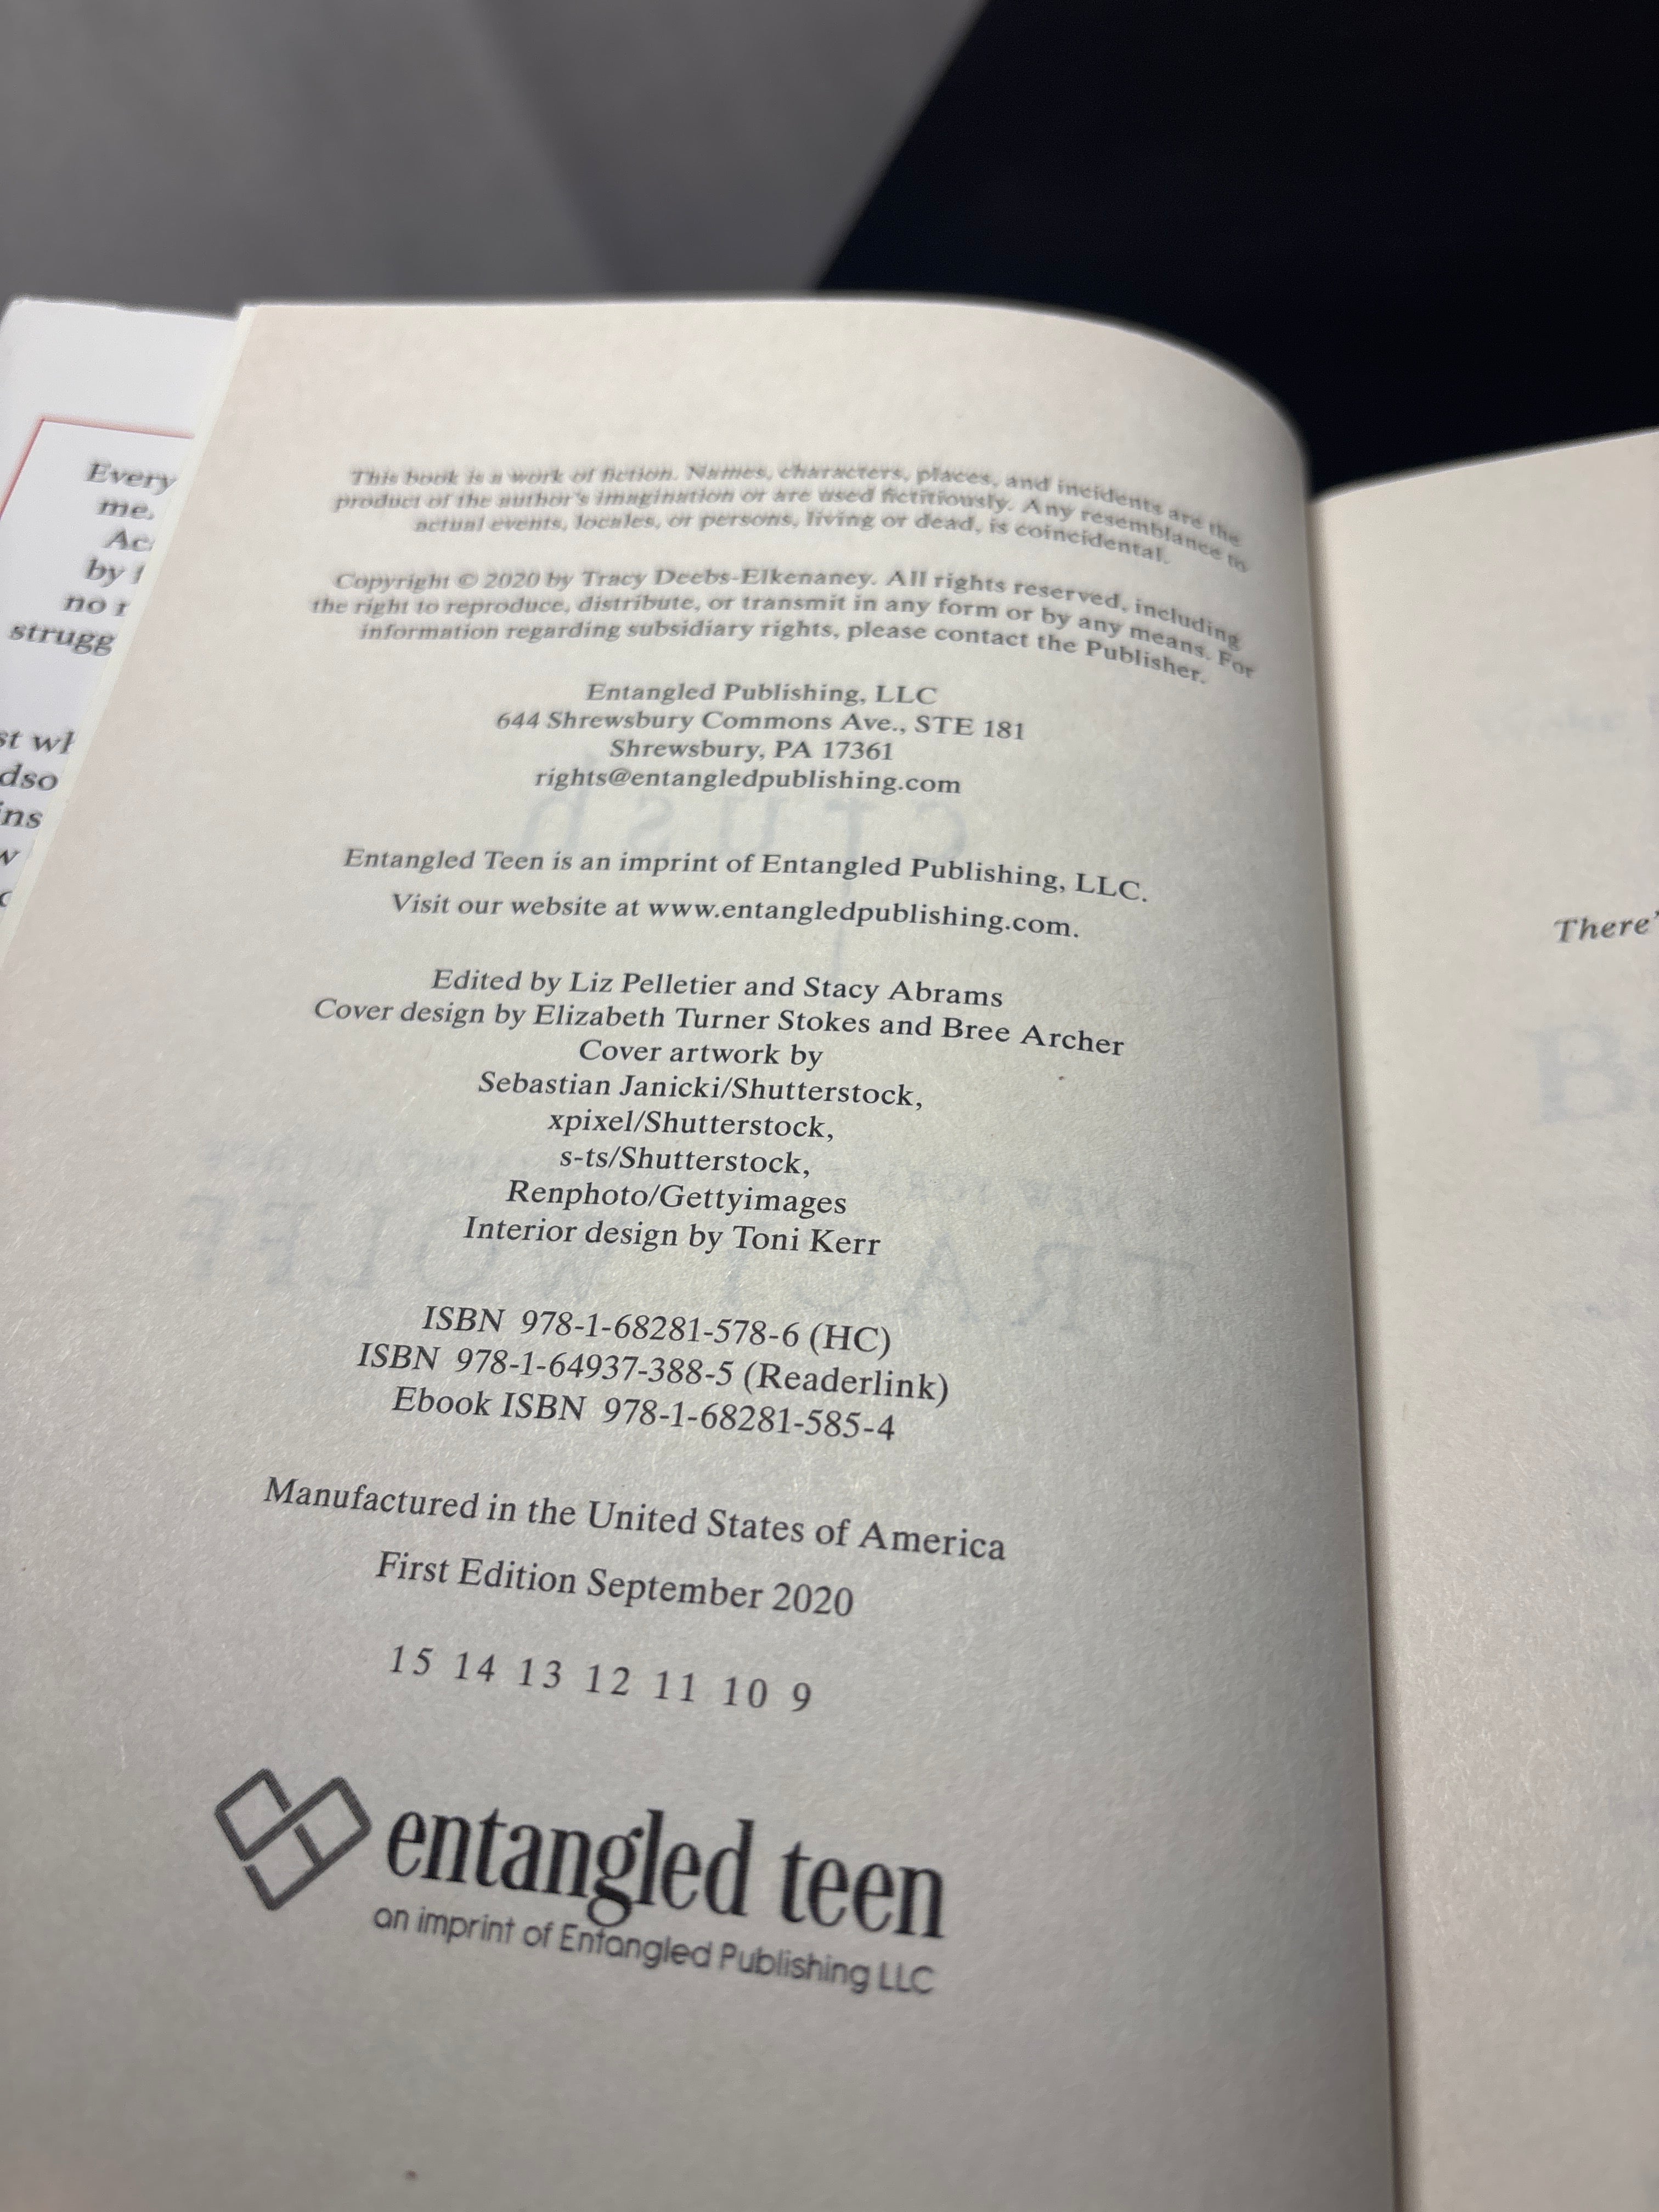 This book is a work of fiction. Names, characters, places, and incidents are the
product of the author's imagination or are used fictitiously. Any resemblance to
actual events, locales, or persons, living or dead, is coincidental.
Copyright © 2020 by Tracy Deebs-Elkenaney. All rights reserved, including
the right to reproduce, distribute, or transmit in any form or by any means. For
information regarding subsidiary rights, please contact the Publisher.
Entangled Publishing, LLC
644 Shrewsbury Commons Ave., STE 181
Shrewsbury, PA 17361
rights@entangledpublishing.com
Entangled Teen is an imprint of Entangled Publishing, LLC.
Visit our website at www.entangledpublishing.com.
Edited by Liz Pelletier and Stacy Abrams
Cover design by Elizabeth Turner Stokes and Bree Archer
Cover artwork by
Sebastian Janicki/Shutterstock,
xpixel/Shutterstock,
s-ts/Shutterstock,
Renphoto/Gettyimages
Interior design by Toni Kerr
ISBN 978-1-68281-578-6 (HC)
ISBN 978-1-64937-388-5 (Readerlink)
Ebook ISBN 978-1-68281-585-4
Manufactured in the United States of America
First Edition September 2020
15 14 13 12 11 10 9
entangled teen
an imprint of Entangled Publishing LLC
Every
me,
by
no
There'